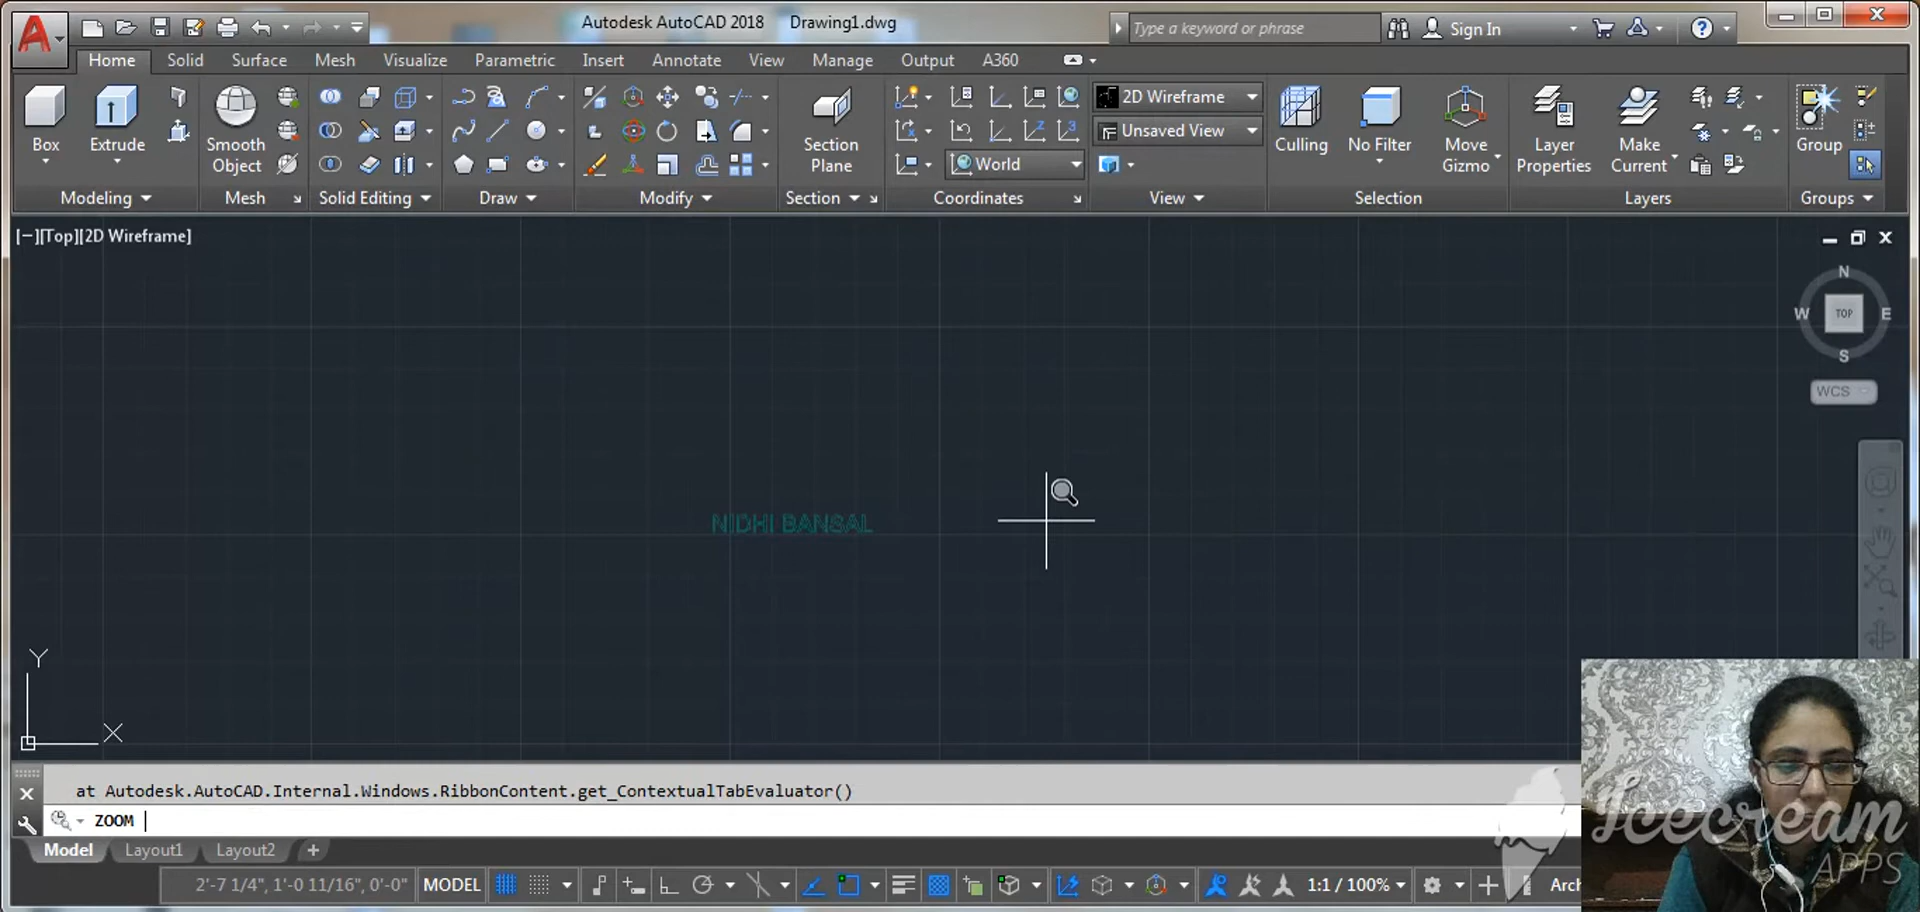 Autodesk AutoCAD 2018 Drawing1.dwg
Type a keyword or phrase
Sign In
Home Solid Surface Mesh Visualize Parametric Insert Annotate View Manage Output A360
Box
Extrude
Smooth
Object
Section
Plane
2D Wireframe
Unsaved View
World
Culling
No Filter
Move
Gizmo
Layer
Properties
Make
Current
Group
Modeling
Mesh
Solid Editing
Draw
Modify
Section
Coordinates
View
Selection
Layers
Groups
[−][Top][2D Wireframe]
N
W TOP E
S
WCS
NIDHI BANSAL
Y
X
at Autodesk.AutoCAD.Internal.Windows.RibbonContent.get_ContextualTabEvaluator()
ZOOM
Icecream
APPS
Model Layout1 Layout2 +
2'-7 1/4", 1'-0 11/16", 0'-0" MODEL 1:1 / 100% Arc